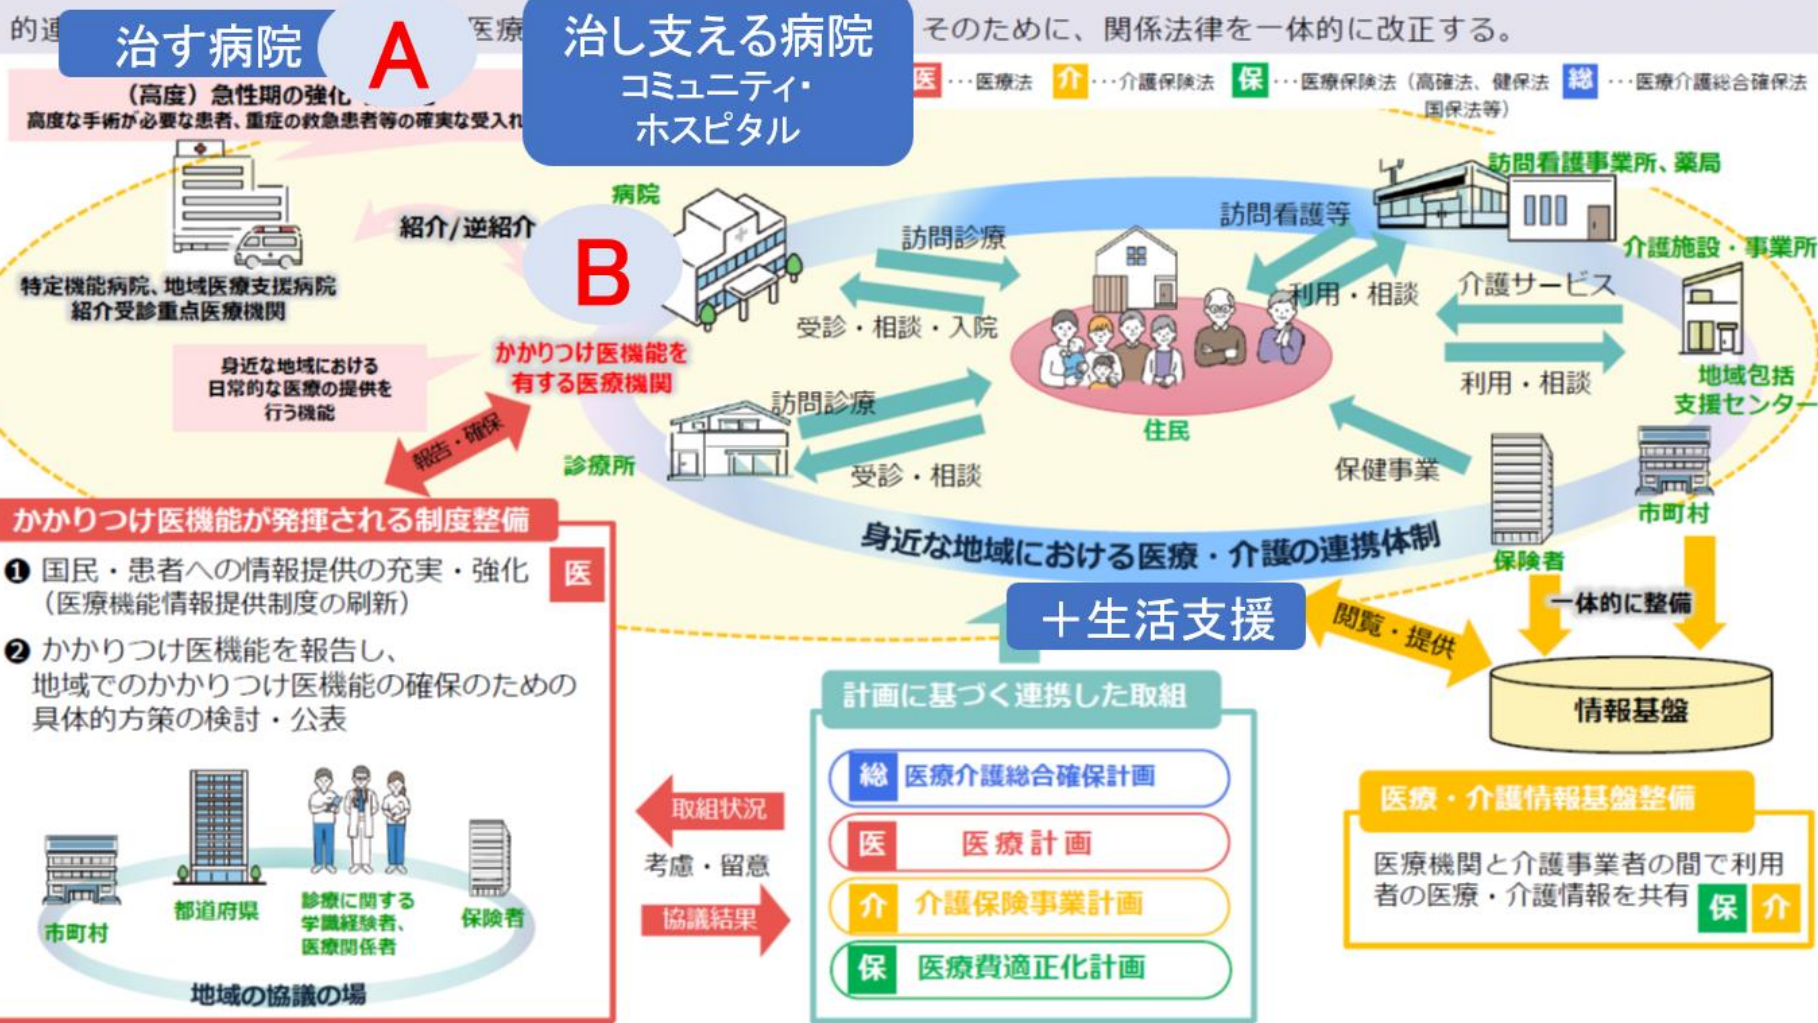 的連
医療
そのために、関係法律を一体的に改正する。
治す病院
A
治し支える病院
コミュニティ・
ホスピタル
医…医療法
介…介護保険法
保…医療保険法（高確法、健保法
国保法等）
総…医療介護総合確保法
（高度）急性期の強化
高度な手術が必要な患者、重症の救急患者等の確実な受入れ
紹介/逆紹介
特定機能病院、地域医療支援病院
紹介受診重点医療機関
B
病院
訪問診療
受診・相談・入院
訪問看護等
利用・相談
訪問看護事業所、薬局
介護施設・事業所
介護サービス
利用・相談
地域包括
支援センター
身近な地域における
日常的な医療の提供を
行う機能
かかりつけ医機能を
有する医療機関
報告・確保
診療所
訪問診療
受診・相談
住民
保健事業
保険者
市町村
身近な地域における医療・介護の連携体制
＋生活支援
閲覧・提供
一体的に整備
情報基盤
かかりつけ医機能が発揮される制度整備
❶ 国民・患者への情報提供の充実・強化
（医療機能情報提供制度の刷新）
医
❷ かかりつけ医機能を報告し、
地域でのかかりつけ医機能の確保のための
具体的方策の検討・公表
市町村
都道府県
診療に関する
学識経験者、
医療関係者
保険者
地域の協議の場
取組状況
考慮・留意
協議結果
計画に基づく連携した取組
総 医療介護総合確保計画
医 医療計画
介 介護保険事業計画
保 医療費適正化計画
医療・介護情報基盤整備
医療機関と介護事業者の間で利用
者の医療・介護情報を共有
保 介